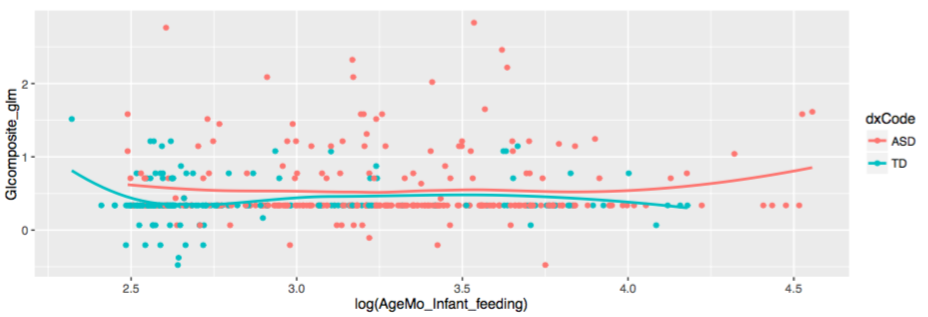 GIcomposite_glm
2
1
0
2.5 3.0 3.5 4.0 4.5
log(AgeMo_Infant_feeding)
dxCode
ASD
TD